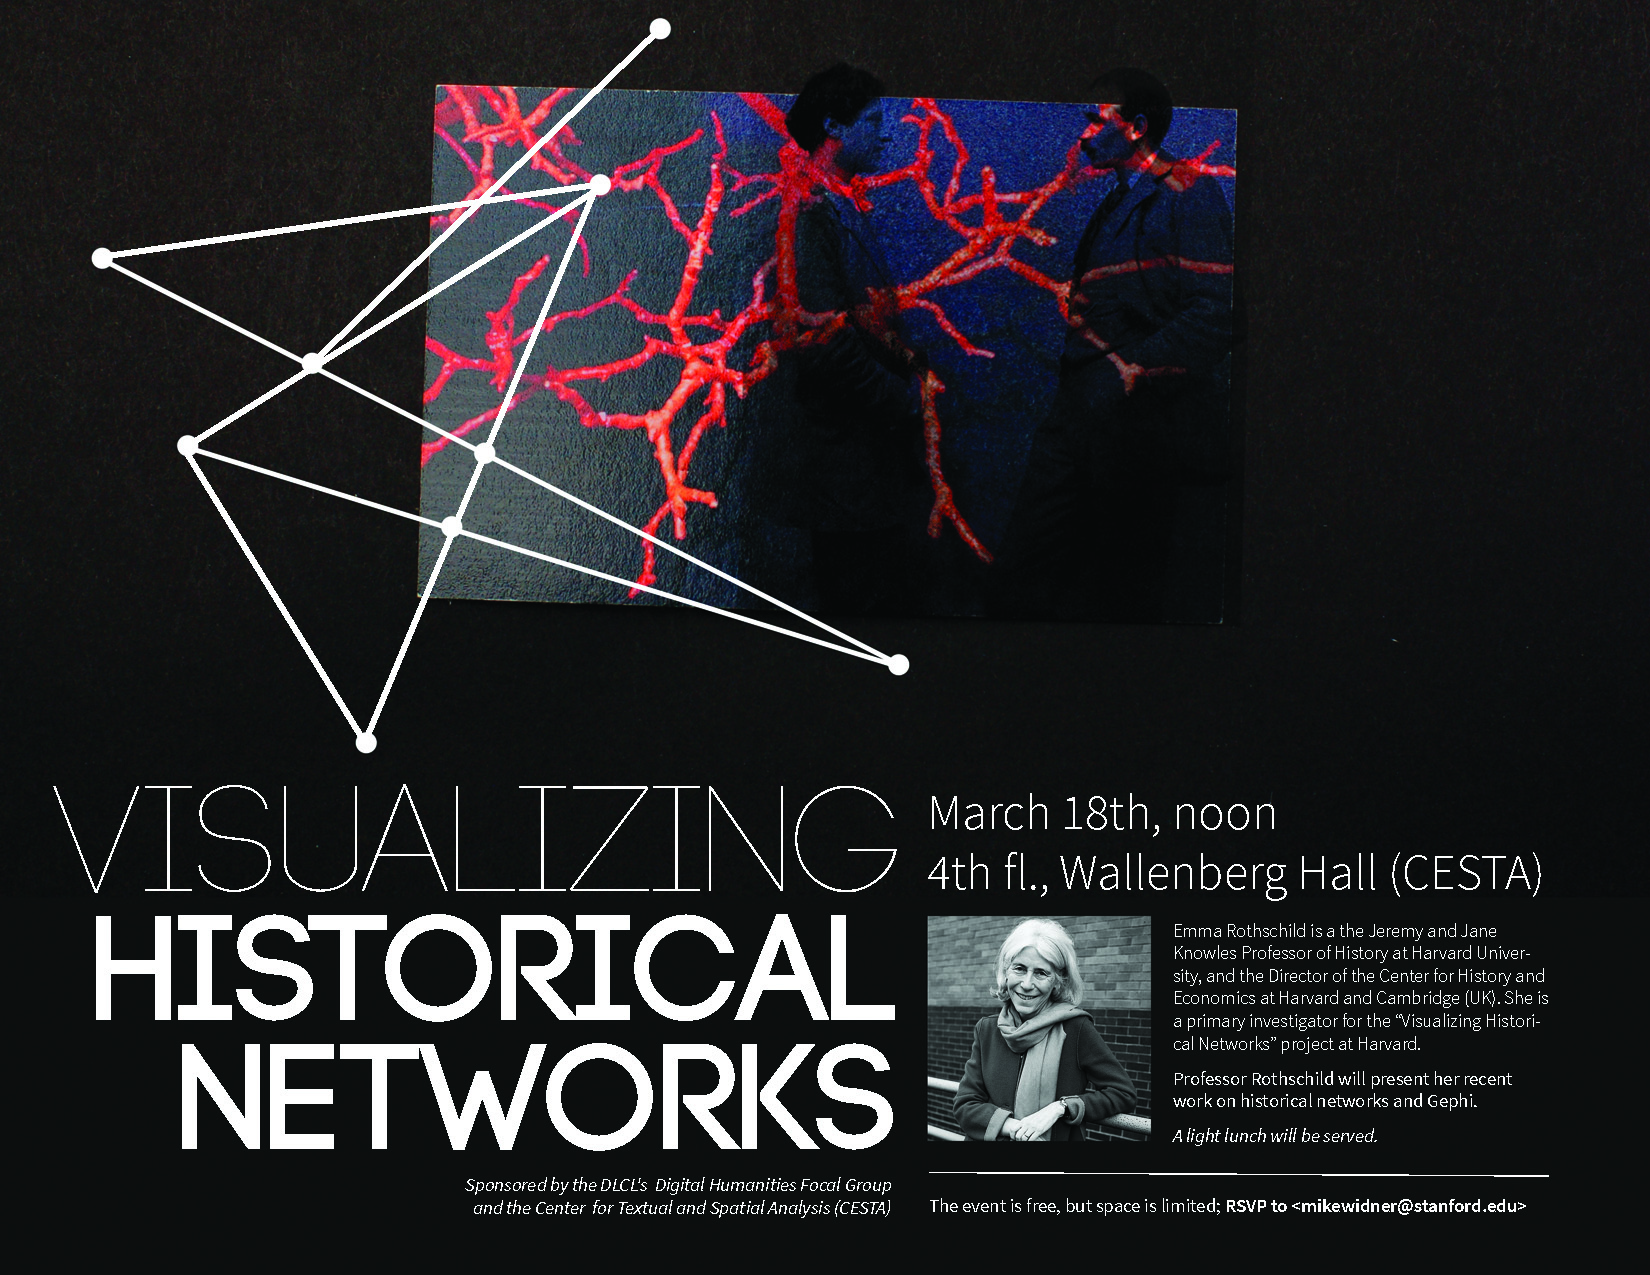 VISUALIZING
HISTORICAL
NETWORKS
Sponsored by the DLCL's Digital Humanities Focal Group
and the Center for Textual and Spatial Analysis (CESTA)
March 18th, noon
4th fl., Wallenberg Hall (CESTA)
Emma Rothschild is a the Jeremy and Jane
Knowles Professor of History at Harvard Univer-
sity, and the Director of the Center for History and
Economics at Harvard and Cambridge (UK). She is
a primary investigator for the “Visualizing Histori-
cal Networks” project at Harvard.
Professor Rothschild will present her recent
work on historical networks and Gephi.
A light lunch will be served.
The event is free, but space is limited; RSVP to <mikewidner@stanford.edu>